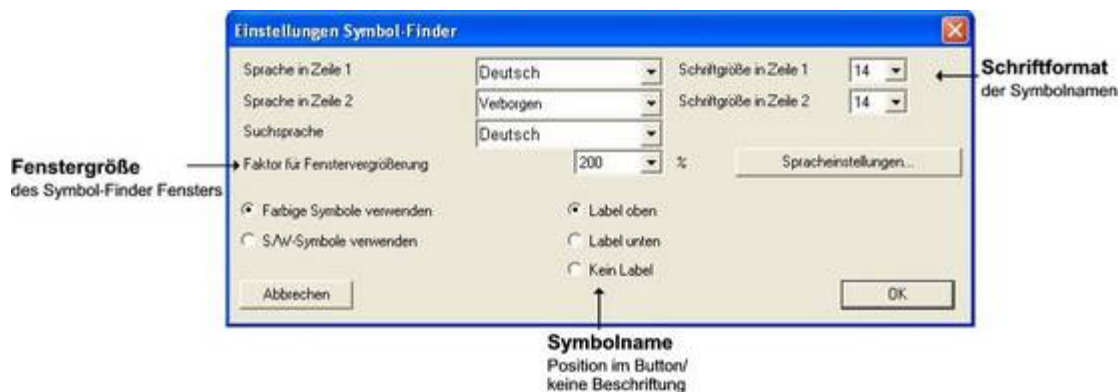 Einstellungen Symbol-Finder
Sprache in Zeile 1 Deutsch Schriftgröße in Zeile 1 14
Schriftformat
der Symbolnamen
Sprache in Zeile 2 Verborgen Schriftgröße in Zeile 2 14
Suchsprache Deutsch
Fenstergröße
des Symbol-Finder Fensters
Faktor für Fenstervergrößerung 200 % Spracheinstellungen...
Farbige Symbole verwenden Label oben
S/W-Symbole verwenden Label unten
Kein Label
Abbrechen OK
Symbolname
Position im Button/
keine Beschriftung